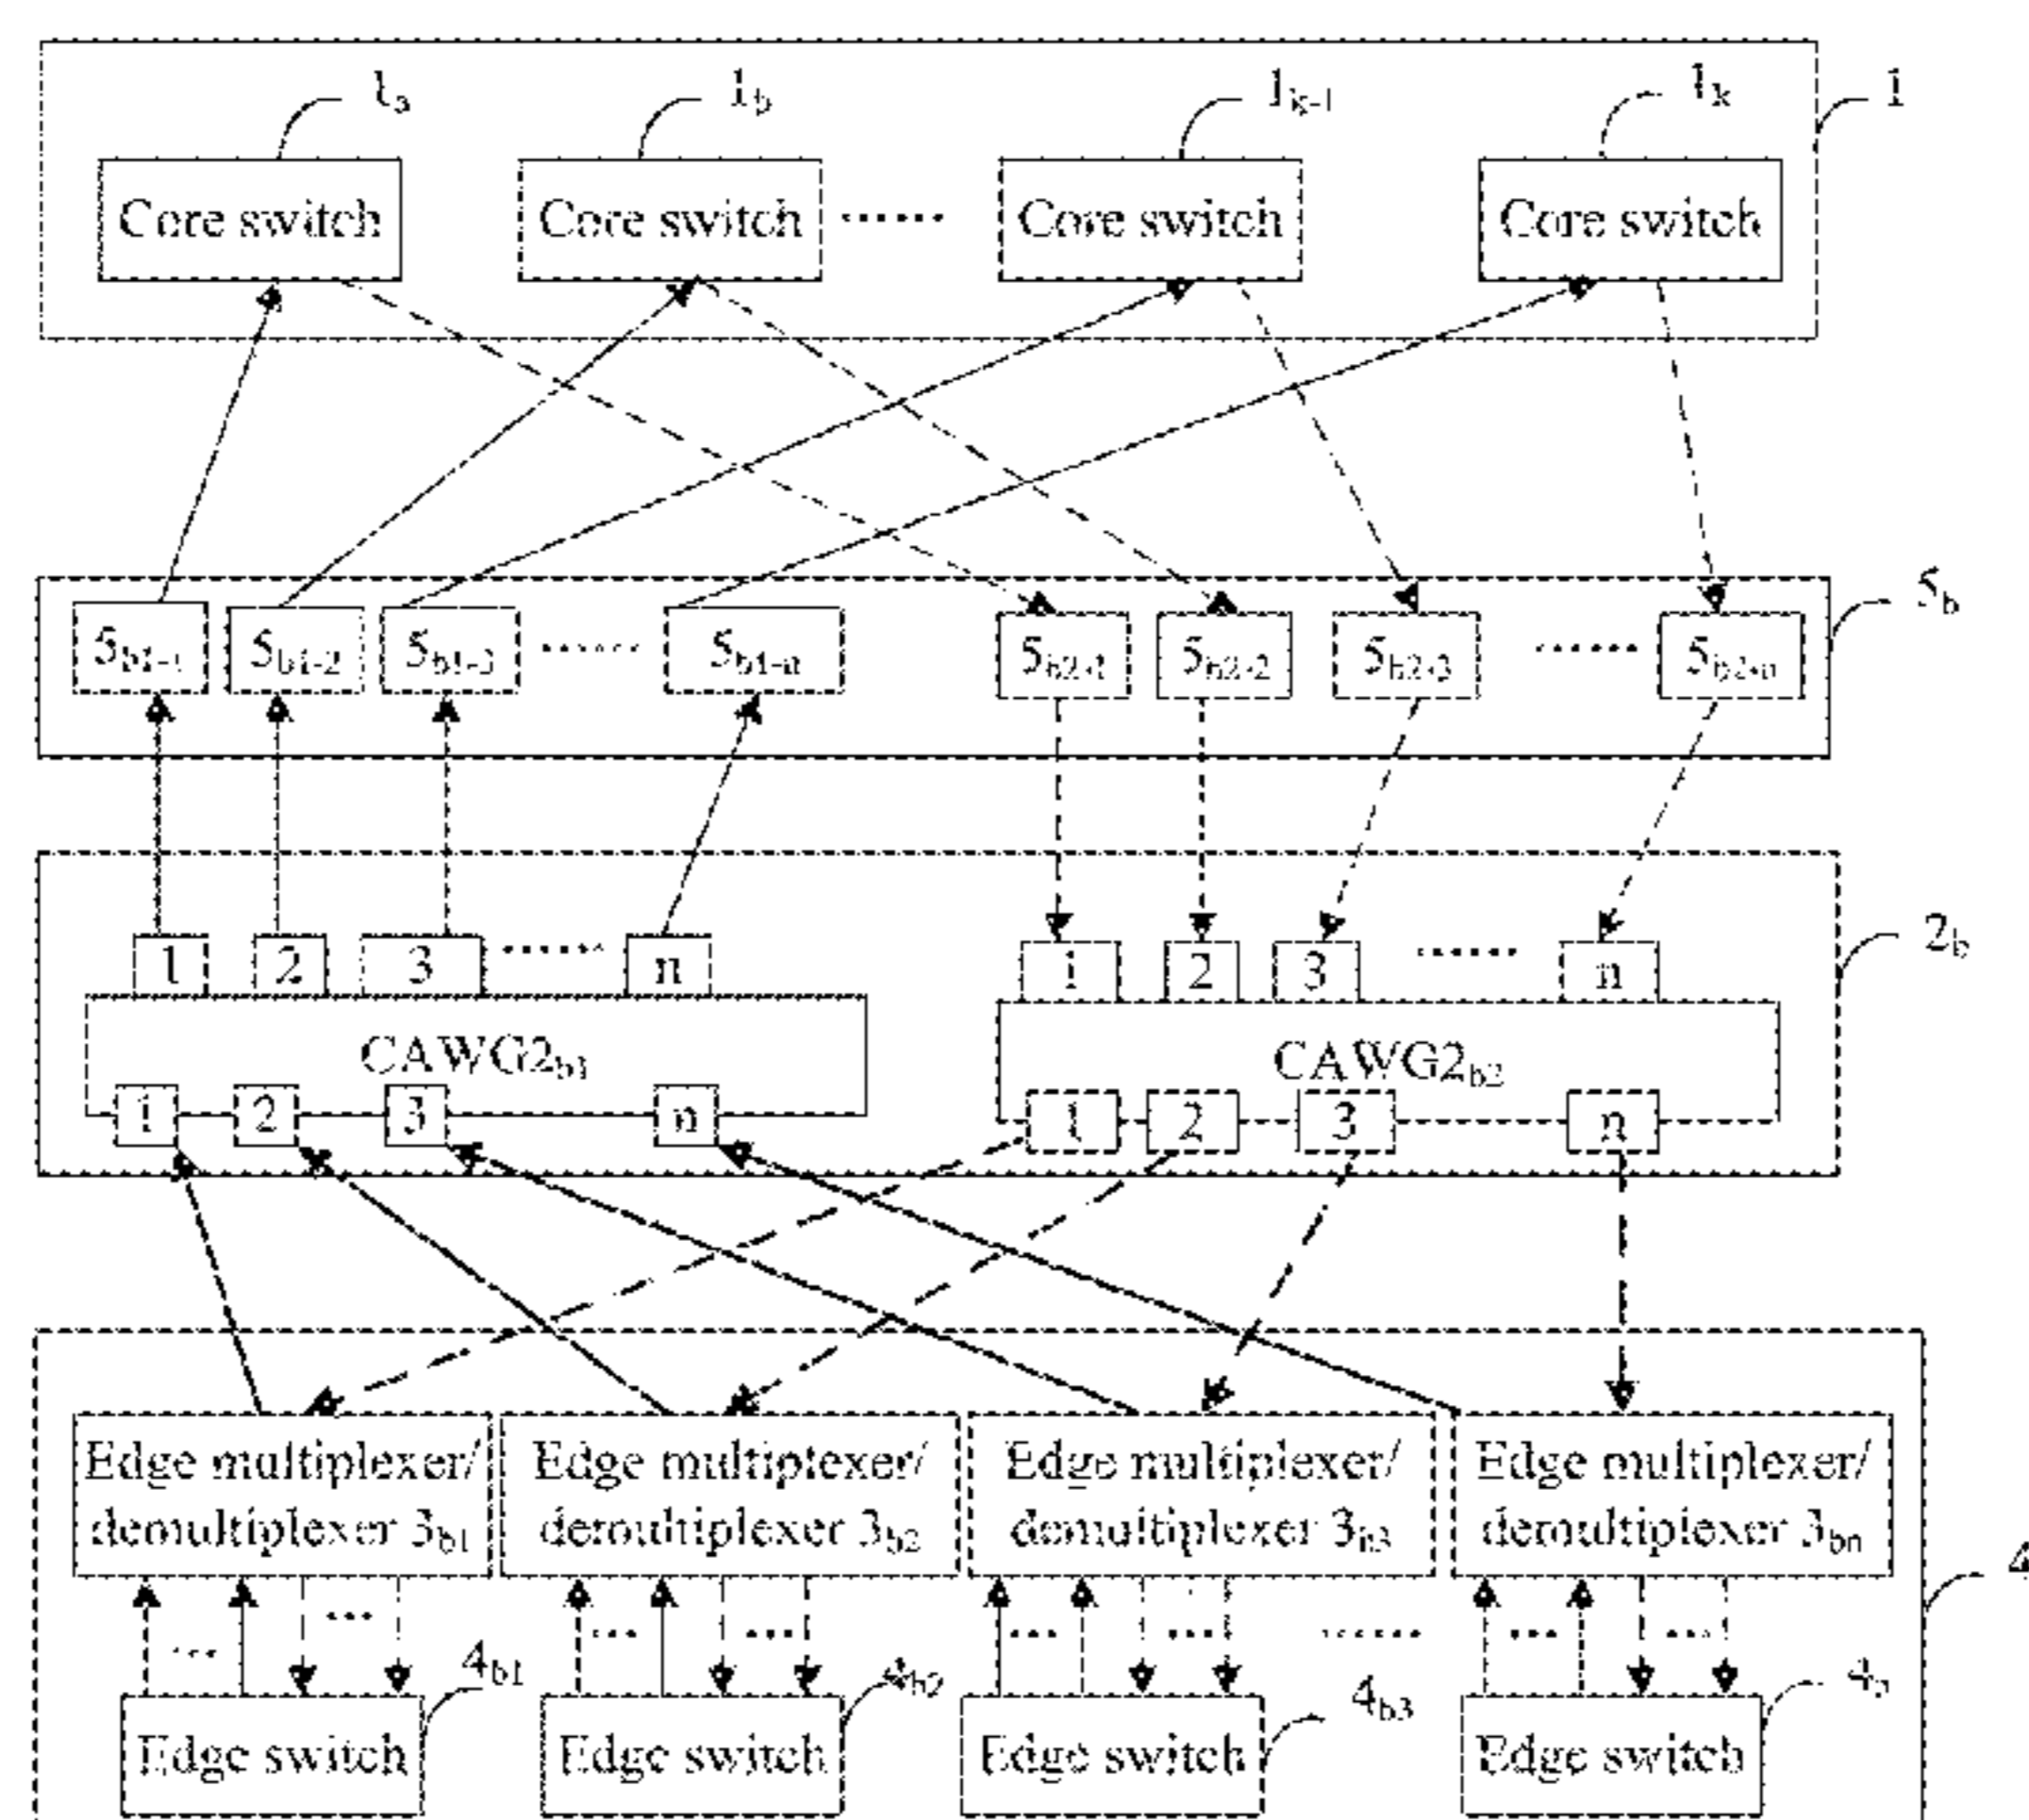 1a 1b 1k-1 1k 1
Core switch Core switch ...... Core switch Core switch
5b
5b1-1 5b1-2 5b1-3 ...... 5b1-n 5b2-1 5b2-2 5b2-3 ...... 5b2-n
2b
1 2 3 ...... n 1 2 3 ...... n
CAWG2b1 CAWG2b2
1 2 3 n 1 2 3 n
Edge multiplexer/ Edge multiplexer/ Edge multiplexer/ Edge multiplexer/
demultiplexer 3b1 demultiplexer 3b2 demultiplexer 3b3 demultiplexer 3bn
4
... ... ... ... ... ... ...... ... ...
4b1 4b2 4b3
Edge switch Edge switch Edge switch Edge switch